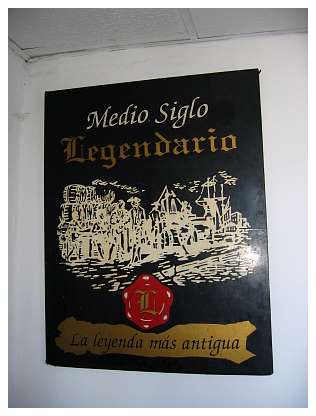 Medio Siglo
Legendario
L
La leyenda más antigua